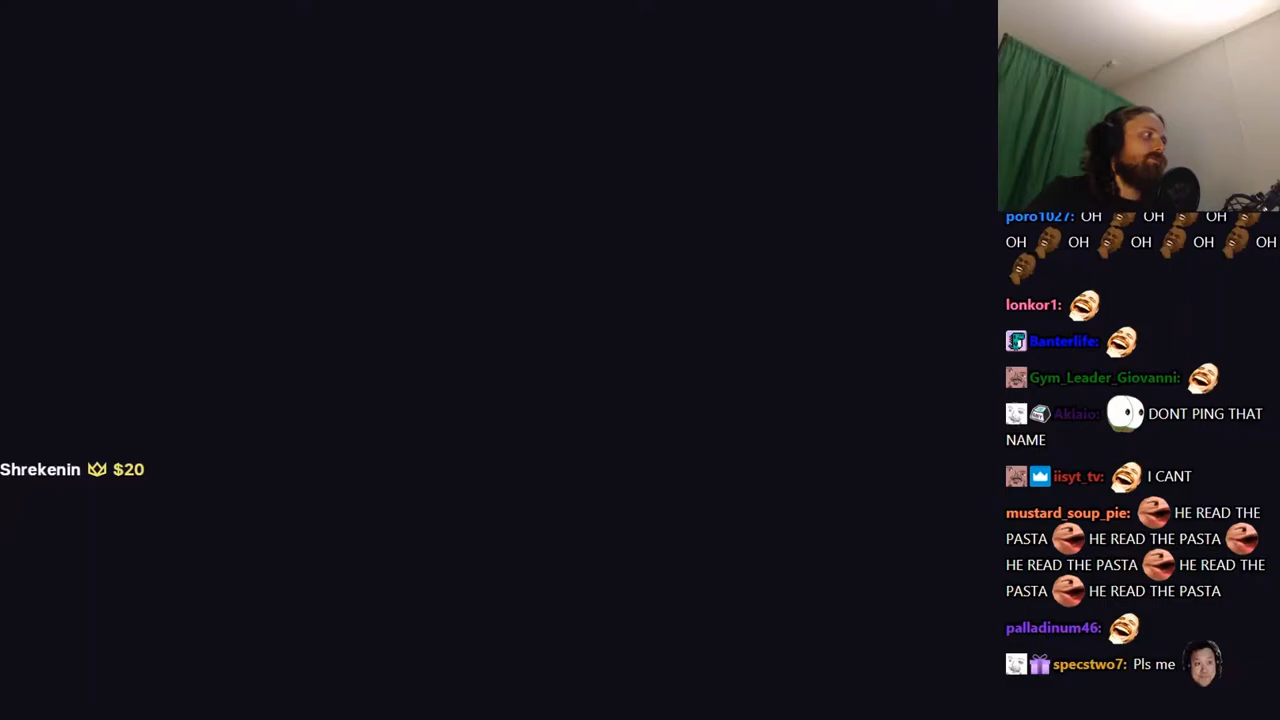 poro1027: OH OH OH
OH OH OH OH OH
lonkor1:
Banterlife:
Gym_Leader_Giovanni:
Aklaio: DONT PING THAT
NAME
Shrekenin $20
iisyt_tv: I CANT
mustard_soup_pie: HE READ THE
PASTA HE READ THE PASTA
HE READ THE PASTA HE READ THE
PASTA HE READ THE PASTA
palladinum46:
specstwo7: Pls me